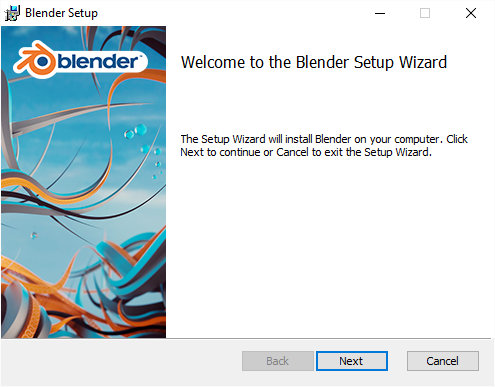 Blender Setup
blender
Welcome to the Blender Setup Wizard
The Setup Wizard will install Blender on your computer. Click
Next to continue or Cancel to exit the Setup Wizard.
Back Next Cancel